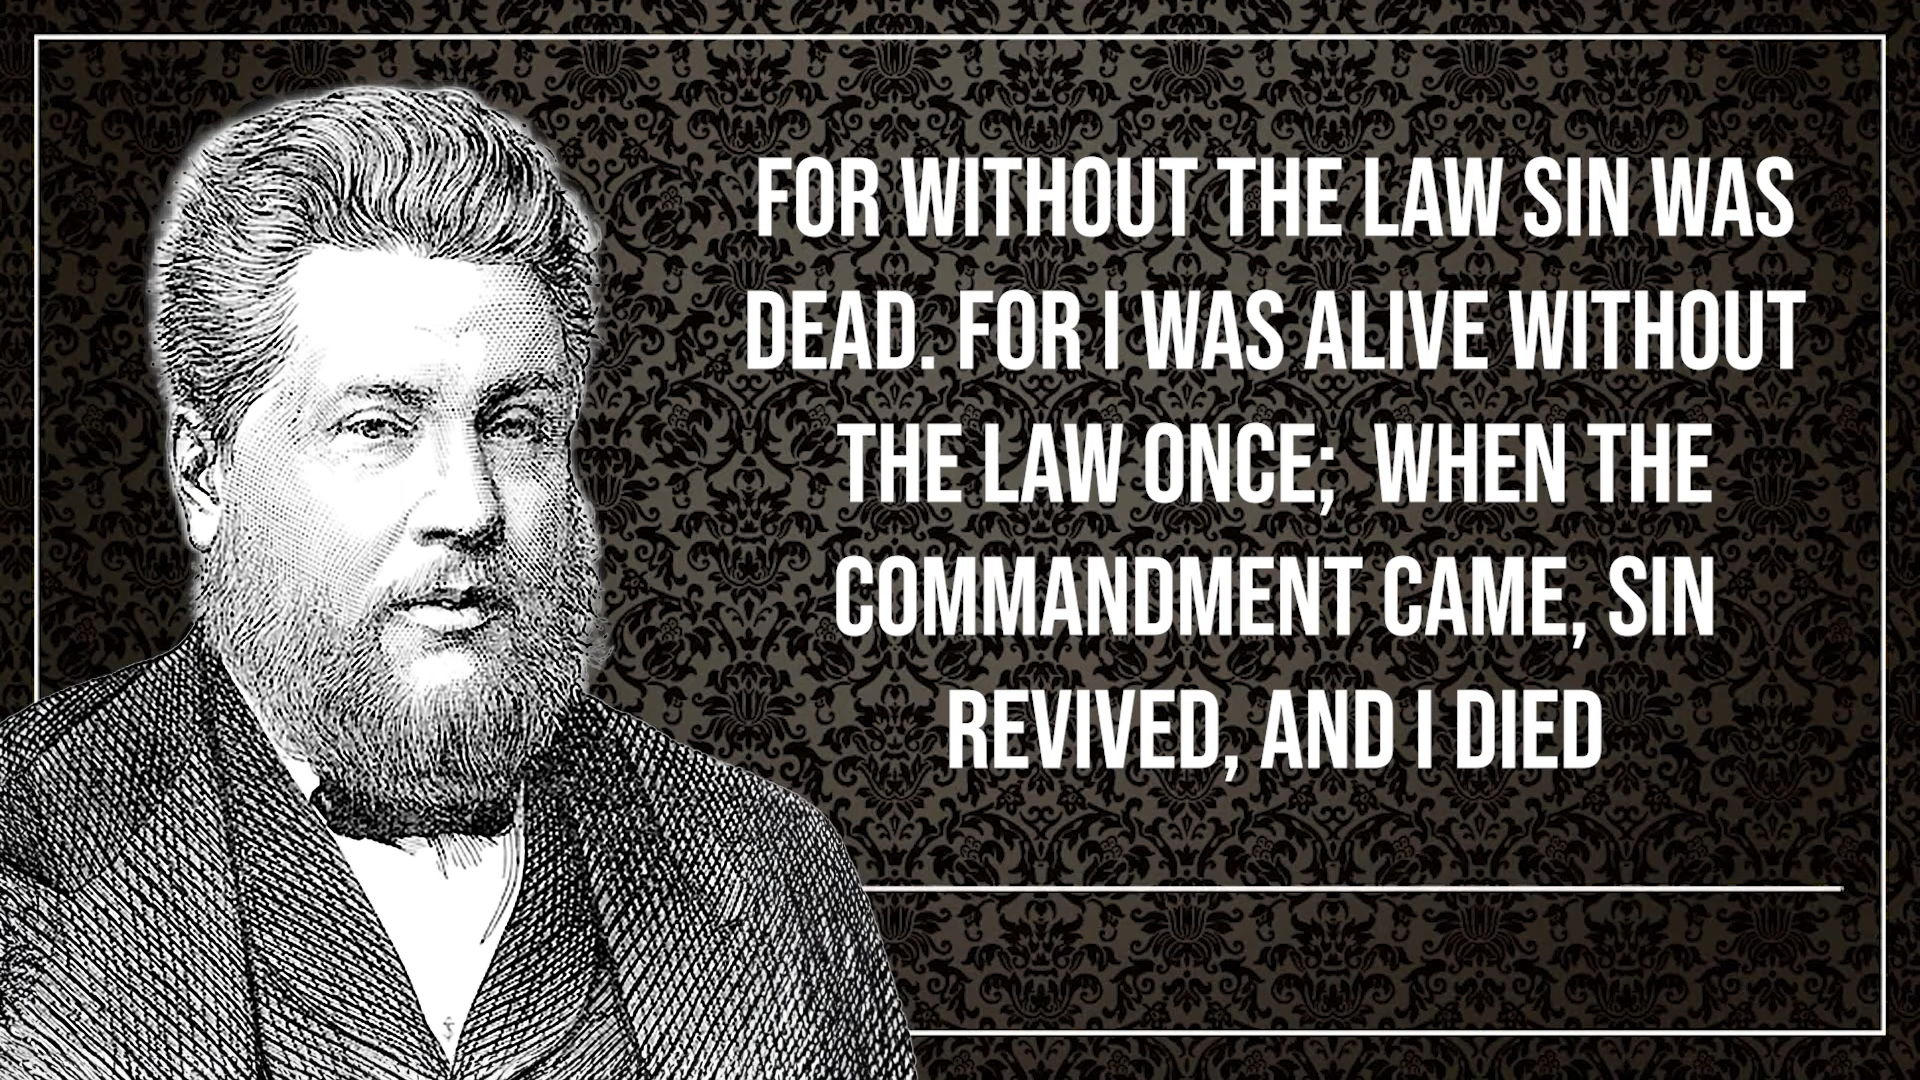 FOR WITHOUT THE LAW SIN WAS
DEAD. FOR I WAS ALIVE WITHOUT
THE LAW ONCE;  WHEN THE
COMMANDMENT CAME, SIN
REVIVED, AND I DIED